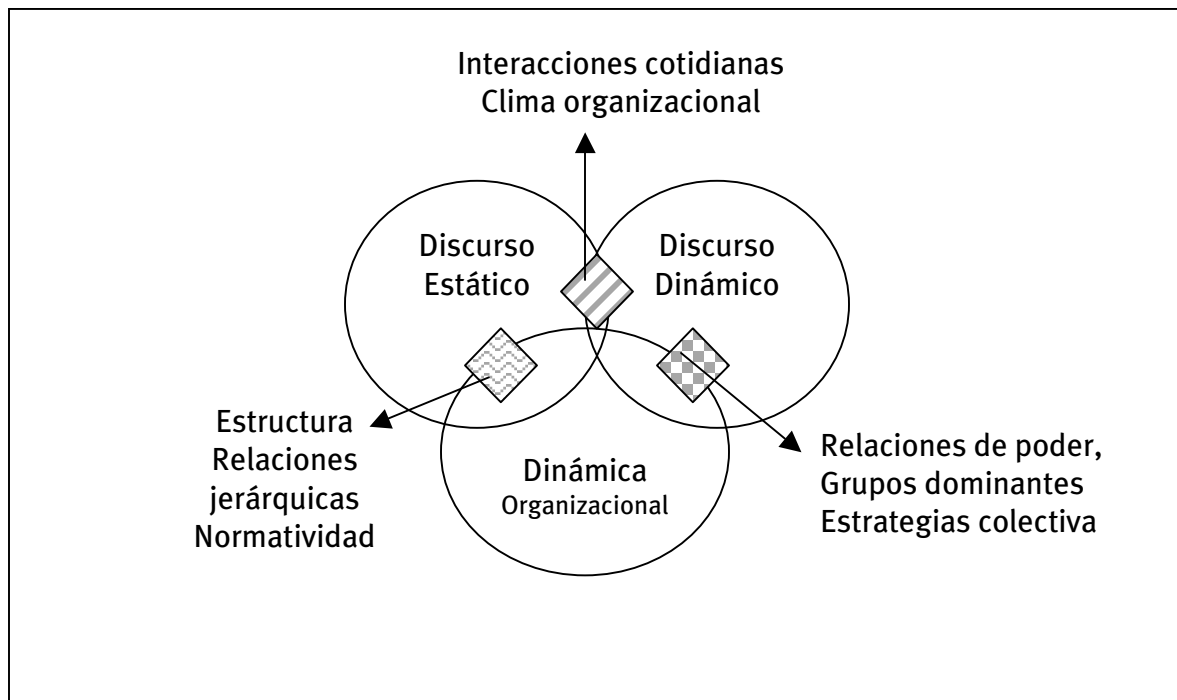 Interacciones cotidianas
Clima organizacional
Discurso
Estático
Discurso
Dinámico
Estructura
Relaciones
jerárquicas
Normatividad
Dinámica
Organizacional
Relaciones de poder,
Grupos dominantes
Estrategias colectiva